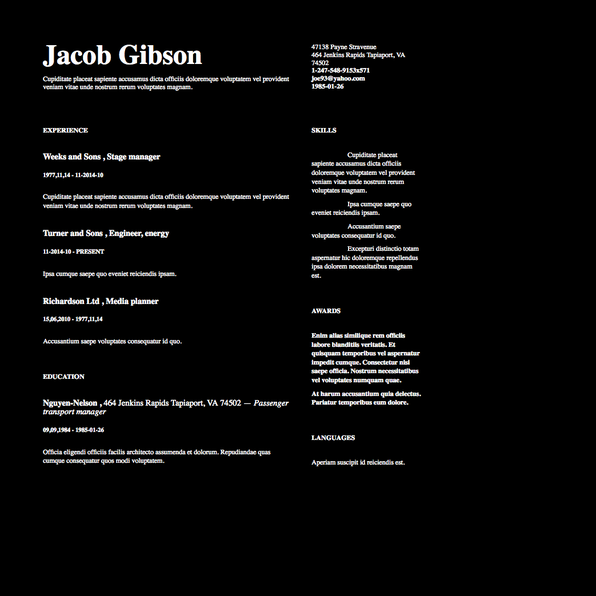 Jacob Gibson
Cupiditate placeat sapiente accusamus dicta officiis doloremque voluptatem vel provident
veniam vitae unde nostrum rerum voluptates magnam.
47138 Payne Stravenue
464 Jenkins Rapids Tapiaport, VA
74502
1-247-548-9153x571
joe93@yahoo.com
1985-01-26
EXPERIENCE
Weeks and Sons , Stage manager
1977,11,14 - 11-2014-10
Cupiditate placeat sapiente accusamus dicta officiis doloremque voluptatem vel provident
veniam vitae unde nostrum rerum voluptates magnam.
Turner and Sons , Engineer, energy
11-2014-10 - PRESENT
Ipsa cumque saepe quo eveniet reiciendis ipsam.
Richardson Ltd , Media planner
15,06,2010 - 1977,11,14
Accusantium saepe voluptates consequatur id quo.
EDUCATION
Nguyen-Nelson , 464 Jenkins Rapids Tapiaport, VA 74502 — Passenger
transport manager
09,09,1984 - 1985-01-26
Officia eligendi officiis facilis architecto assumenda et dolorum. Repudiandae quas
cumque consequatur quos modi voluptatem.
SKILLS
Cupiditate placeat
sapiente accusamus dicta officiis
doloremque voluptatem vel provident
veniam vitae unde nostrum rerum
voluptates magnam.
Ipsa cumque saepe quo
eveniet reiciendis ipsam.
Accusantium saepe
voluptates consequatur id quo.
Excepturi distinctio totam
aspernatur hic doloremque repellendus
ipsa dolorem necessitatibus magnam
est.
AWARDS
Enim alias similique rem officiis
labore blanditiis veritatis. Et
quisquam temporibus vel aspernatur
impedit cumque. Consectetur nisi
saepe officia. Nostrum necessitatibus
vel voluptates numquam quae.
At harum accusantium quia delectus.
Pariatur temporibus eum dolore.
LANGUAGES
Aperiam suscipit id reiciendis est.